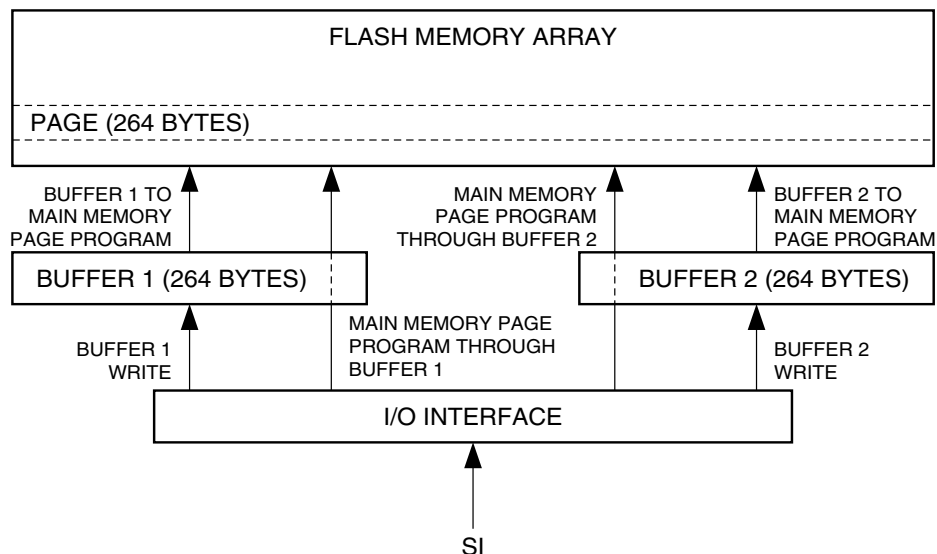 FLASH MEMORY ARRAY
PAGE (264 BYTES)
BUFFER 1 TO
MAIN MEMORY
PAGE PROGRAM
MAIN MEMORY
PAGE PROGRAM
THROUGH BUFFER 2
BUFFER 2 TO
MAIN MEMORY
PAGE PROGRAM
BUFFER 1 (264 BYTES)
BUFFER 2 (264 BYTES)
BUFFER 1
WRITE
MAIN MEMORY PAGE
PROGRAM THROUGH
BUFFER 1
BUFFER 2
WRITE
I/O INTERFACE
SI